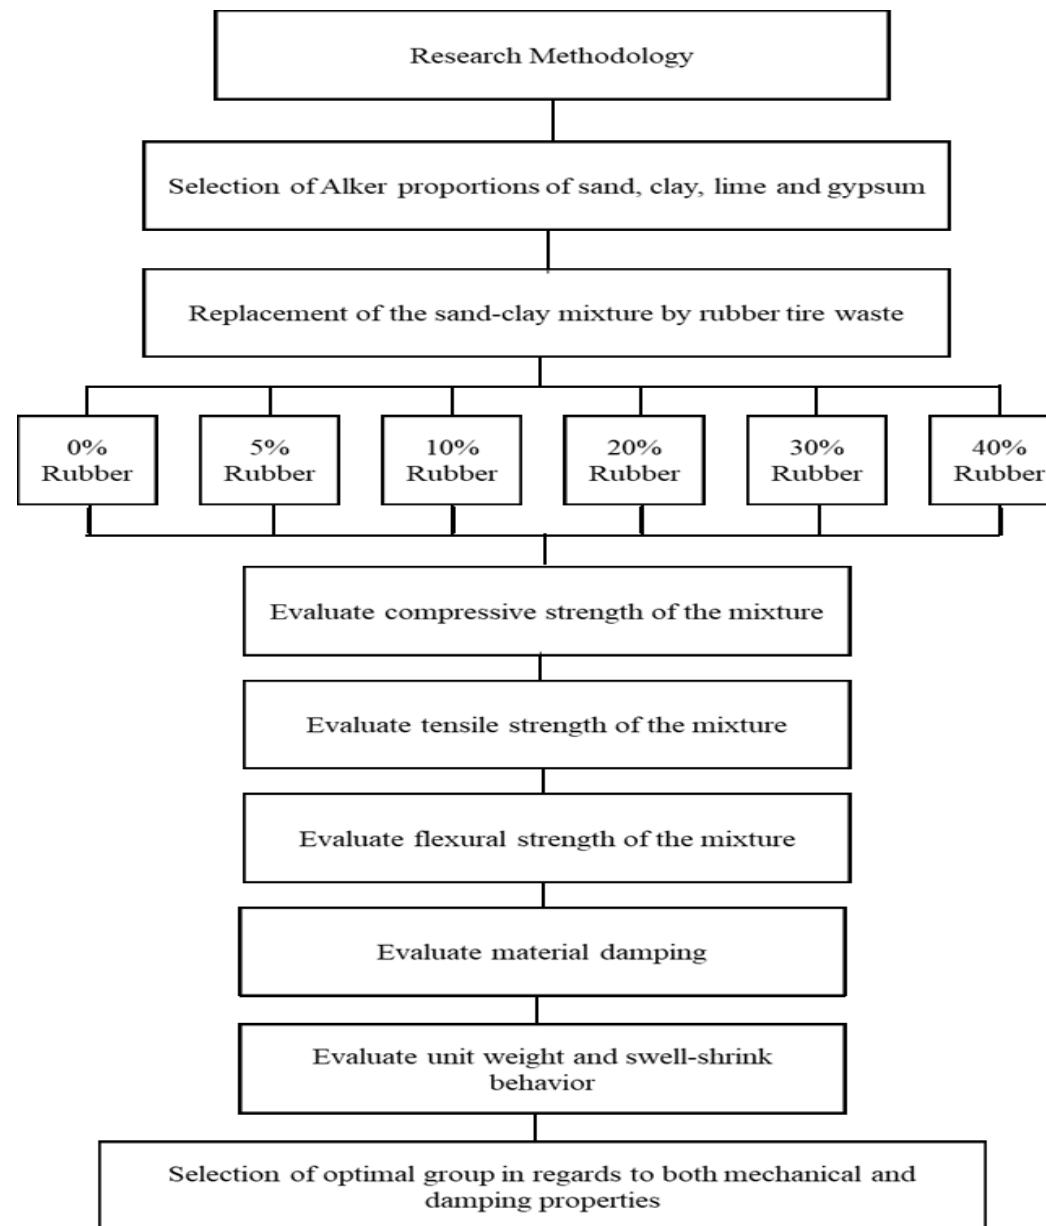 Research Methodology
Selection of Alker proportions of sand, clay, lime and gypsum
Replacement of the sand-clay mixture by rubber tire waste
0%
Rubber
5%
Rubber
10%
Rubber
20%
Rubber
30%
Rubber
40%
Rubber
Evaluate compressive strength of the mixture
Evaluate tensile strength of the mixture
Evaluate flexural strength of the mixture
Evaluate material damping
Evaluate unit weight and swell-shrink
behavior
Selection of optimal group in regards to both mechanical and
damping properties